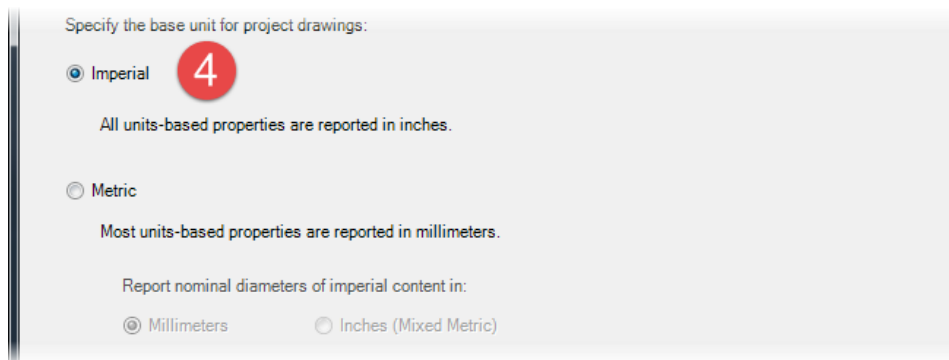 Specify the base unit for project drawings:
Imperial 4
All units-based properties are reported in inches.
Metric
Most units-based properties are reported in millimeters.
Report nominal diameters of imperial content in:
Millimeters Inches (Mixed Metric)